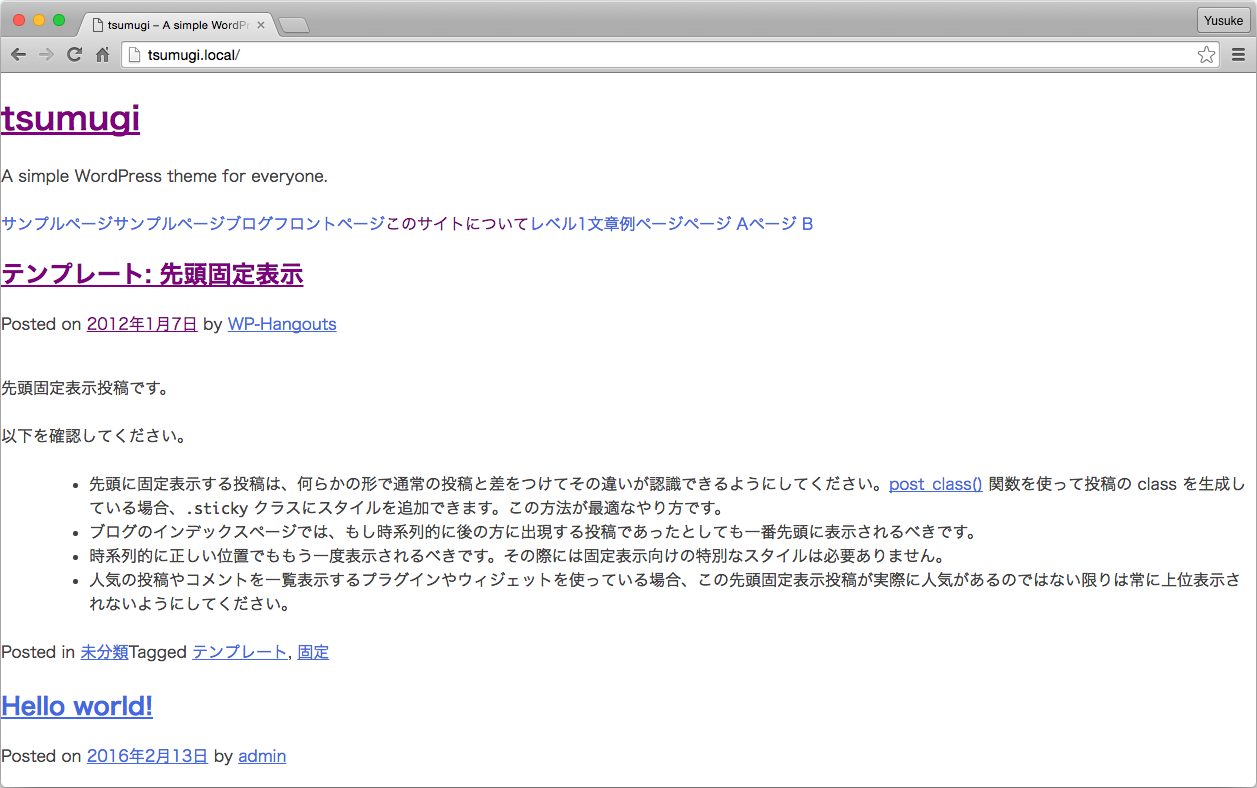 tsumugi – A simple WordPr
Yusuke
tsumugi.local/
tsumugi
A simple WordPress theme for everyone.
サンプルページサンプルページブログフロントページこのサイトについてレベル1文章例ページページ Aページ B
テンプレート: 先頭固定表示
Posted on 2012年1月7日 by WP-Hangouts
先頭固定表示投稿です。
以下を確認してください。
• 先頭に固定表示する投稿は、何らかの形で通常の投稿と差をつけてその違いが認識できるようにしてください。post_class() 関数を使って投稿の class を生成し
ている場合、.sticky クラスにスタイルを追加できます。この方法が最適なやり方です。
• ブログのインデックスページでは、もし時系列的に後の方に出現する投稿であったとしても一番先頭に表示されるべきです。
• 時系列的に正しい位置でももう一度表示されるべきです。その際には固定表示向けの特別なスタイルは必要ありません。
• 人気の投稿やコメントを一覧表示するプラグインやウィジェットを使っている場合、この先頭固定表示投稿が実際に人気があるのではない限りは常に上位表示さ
れないようにしてください。
Posted in 未分類Tagged テンプレート, 固定
Hello world!
Posted on 2016年2月13日 by admin